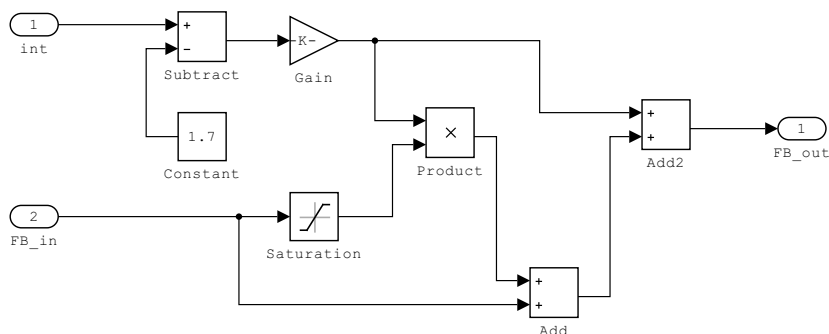 1
int
+
−
Subtract
-K-
Gain
1.7
Constant
×
Product
+
+
Add2
1
FB_out
2
FB_in
Saturation
+
+
Add